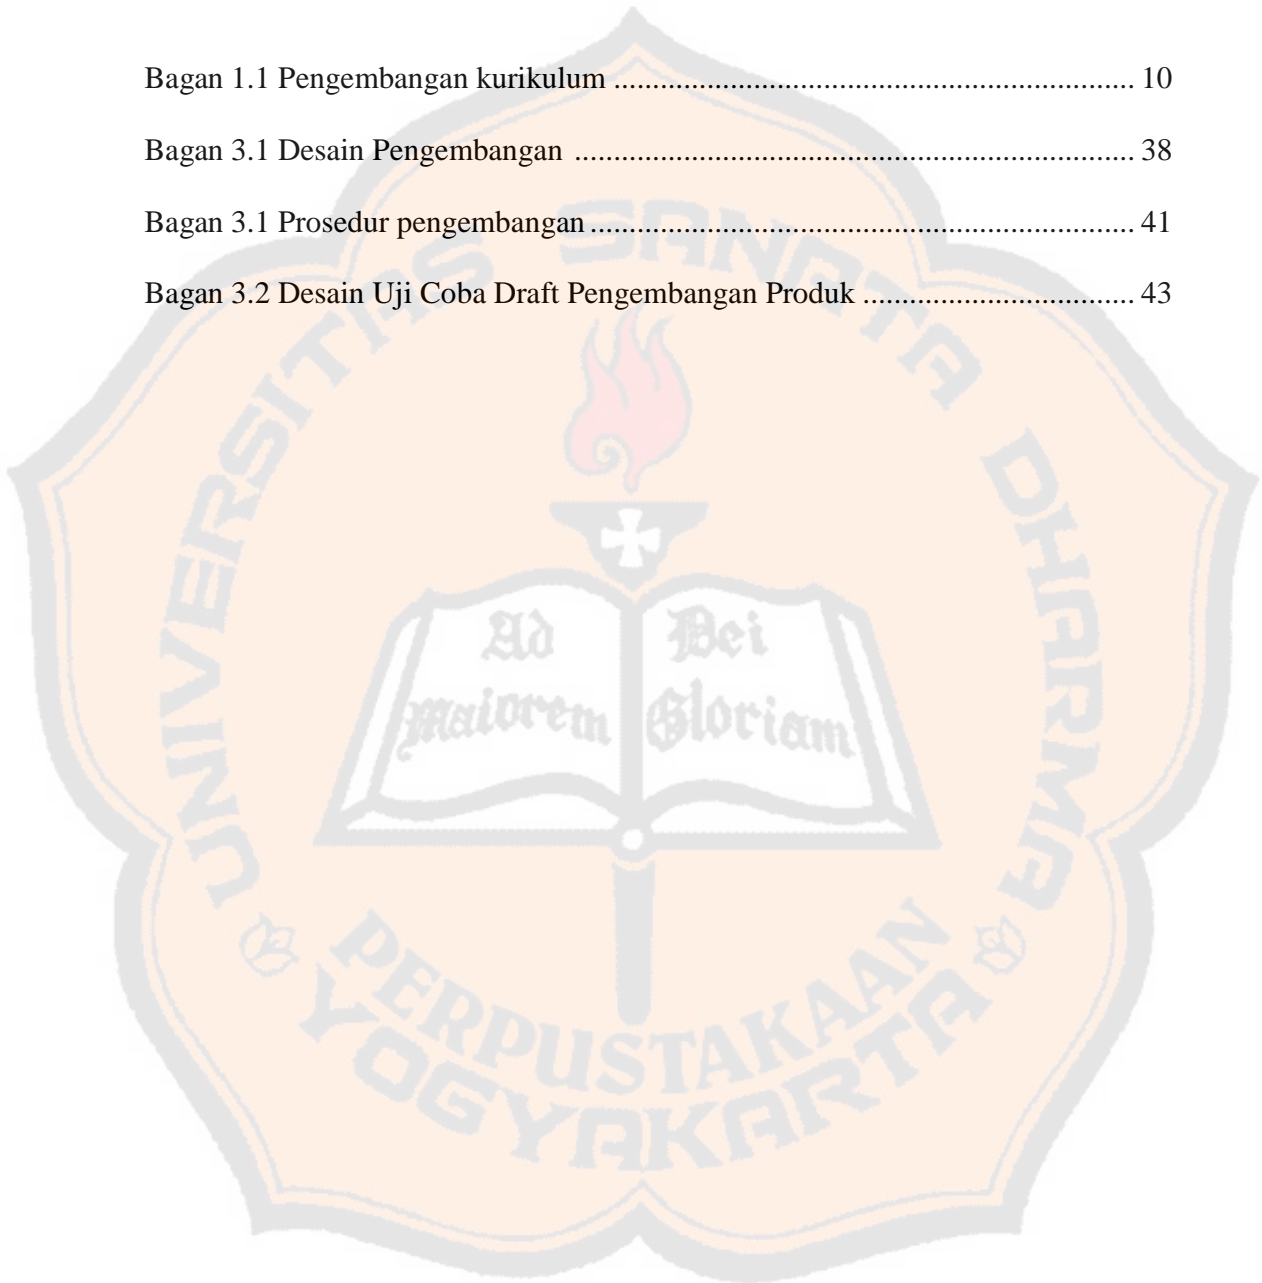 Bagan 1.1 Pengembangan kurikulum .................................................................... 10
Bagan 3.1 Desain Pengembangan ......................................................................... 38
Bagan 3.1 Prosedur pengembangan ....................................................................... 41
Bagan 3.2 Desain Uji Coba Draft Pengembangan Produk ................................... 43
UNIVERSITAS SANATA DHARMA
Ad Dei
maiorem Gloriam
PERPUSTAKAAN
YOGYAKARTA